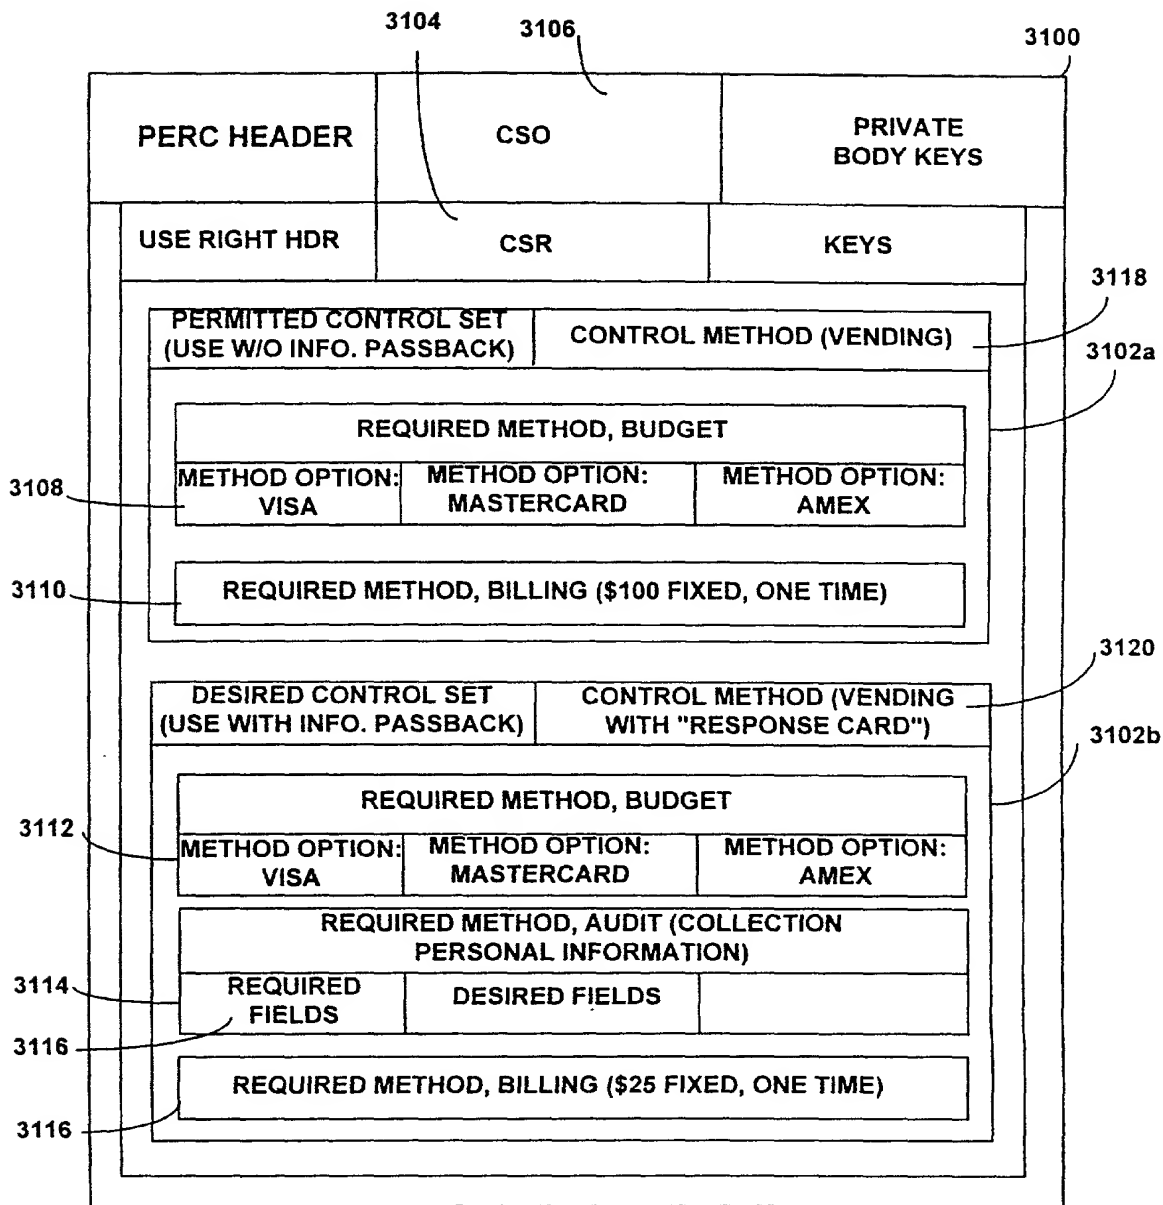 3104
3106
3100
PERC HEADER
CSO
PRIVATE
BODY KEYS
USE RIGHT HDR
CSR
KEYS
3118
PERMITTED CONTROL SET
(USE W/O INFO. PASSBACK)
CONTROL METHOD (VENDING)
3102a
REQUIRED METHOD, BUDGET
3108
METHOD OPTION:
VISA
METHOD OPTION:
MASTERCARD
METHOD OPTION:
AMEX
3110
REQUIRED METHOD, BILLING ($100 FIXED, ONE TIME)
3120
DESIRED CONTROL SET
(USE WITH INFO. PASSBACK)
CONTROL METHOD (VENDING
WITH "RESPONSE CARD")
3102b
REQUIRED METHOD, BUDGET
3112
METHOD OPTION:
VISA
METHOD OPTION:
MASTERCARD
METHOD OPTION:
AMEX
REQUIRED METHOD, AUDIT (COLLECTION
PERSONAL INFORMATION)
3114
REQUIRED
FIELDS
DESIRED FIELDS
3116
REQUIRED METHOD, BILLING ($25 FIXED, ONE TIME)
3116